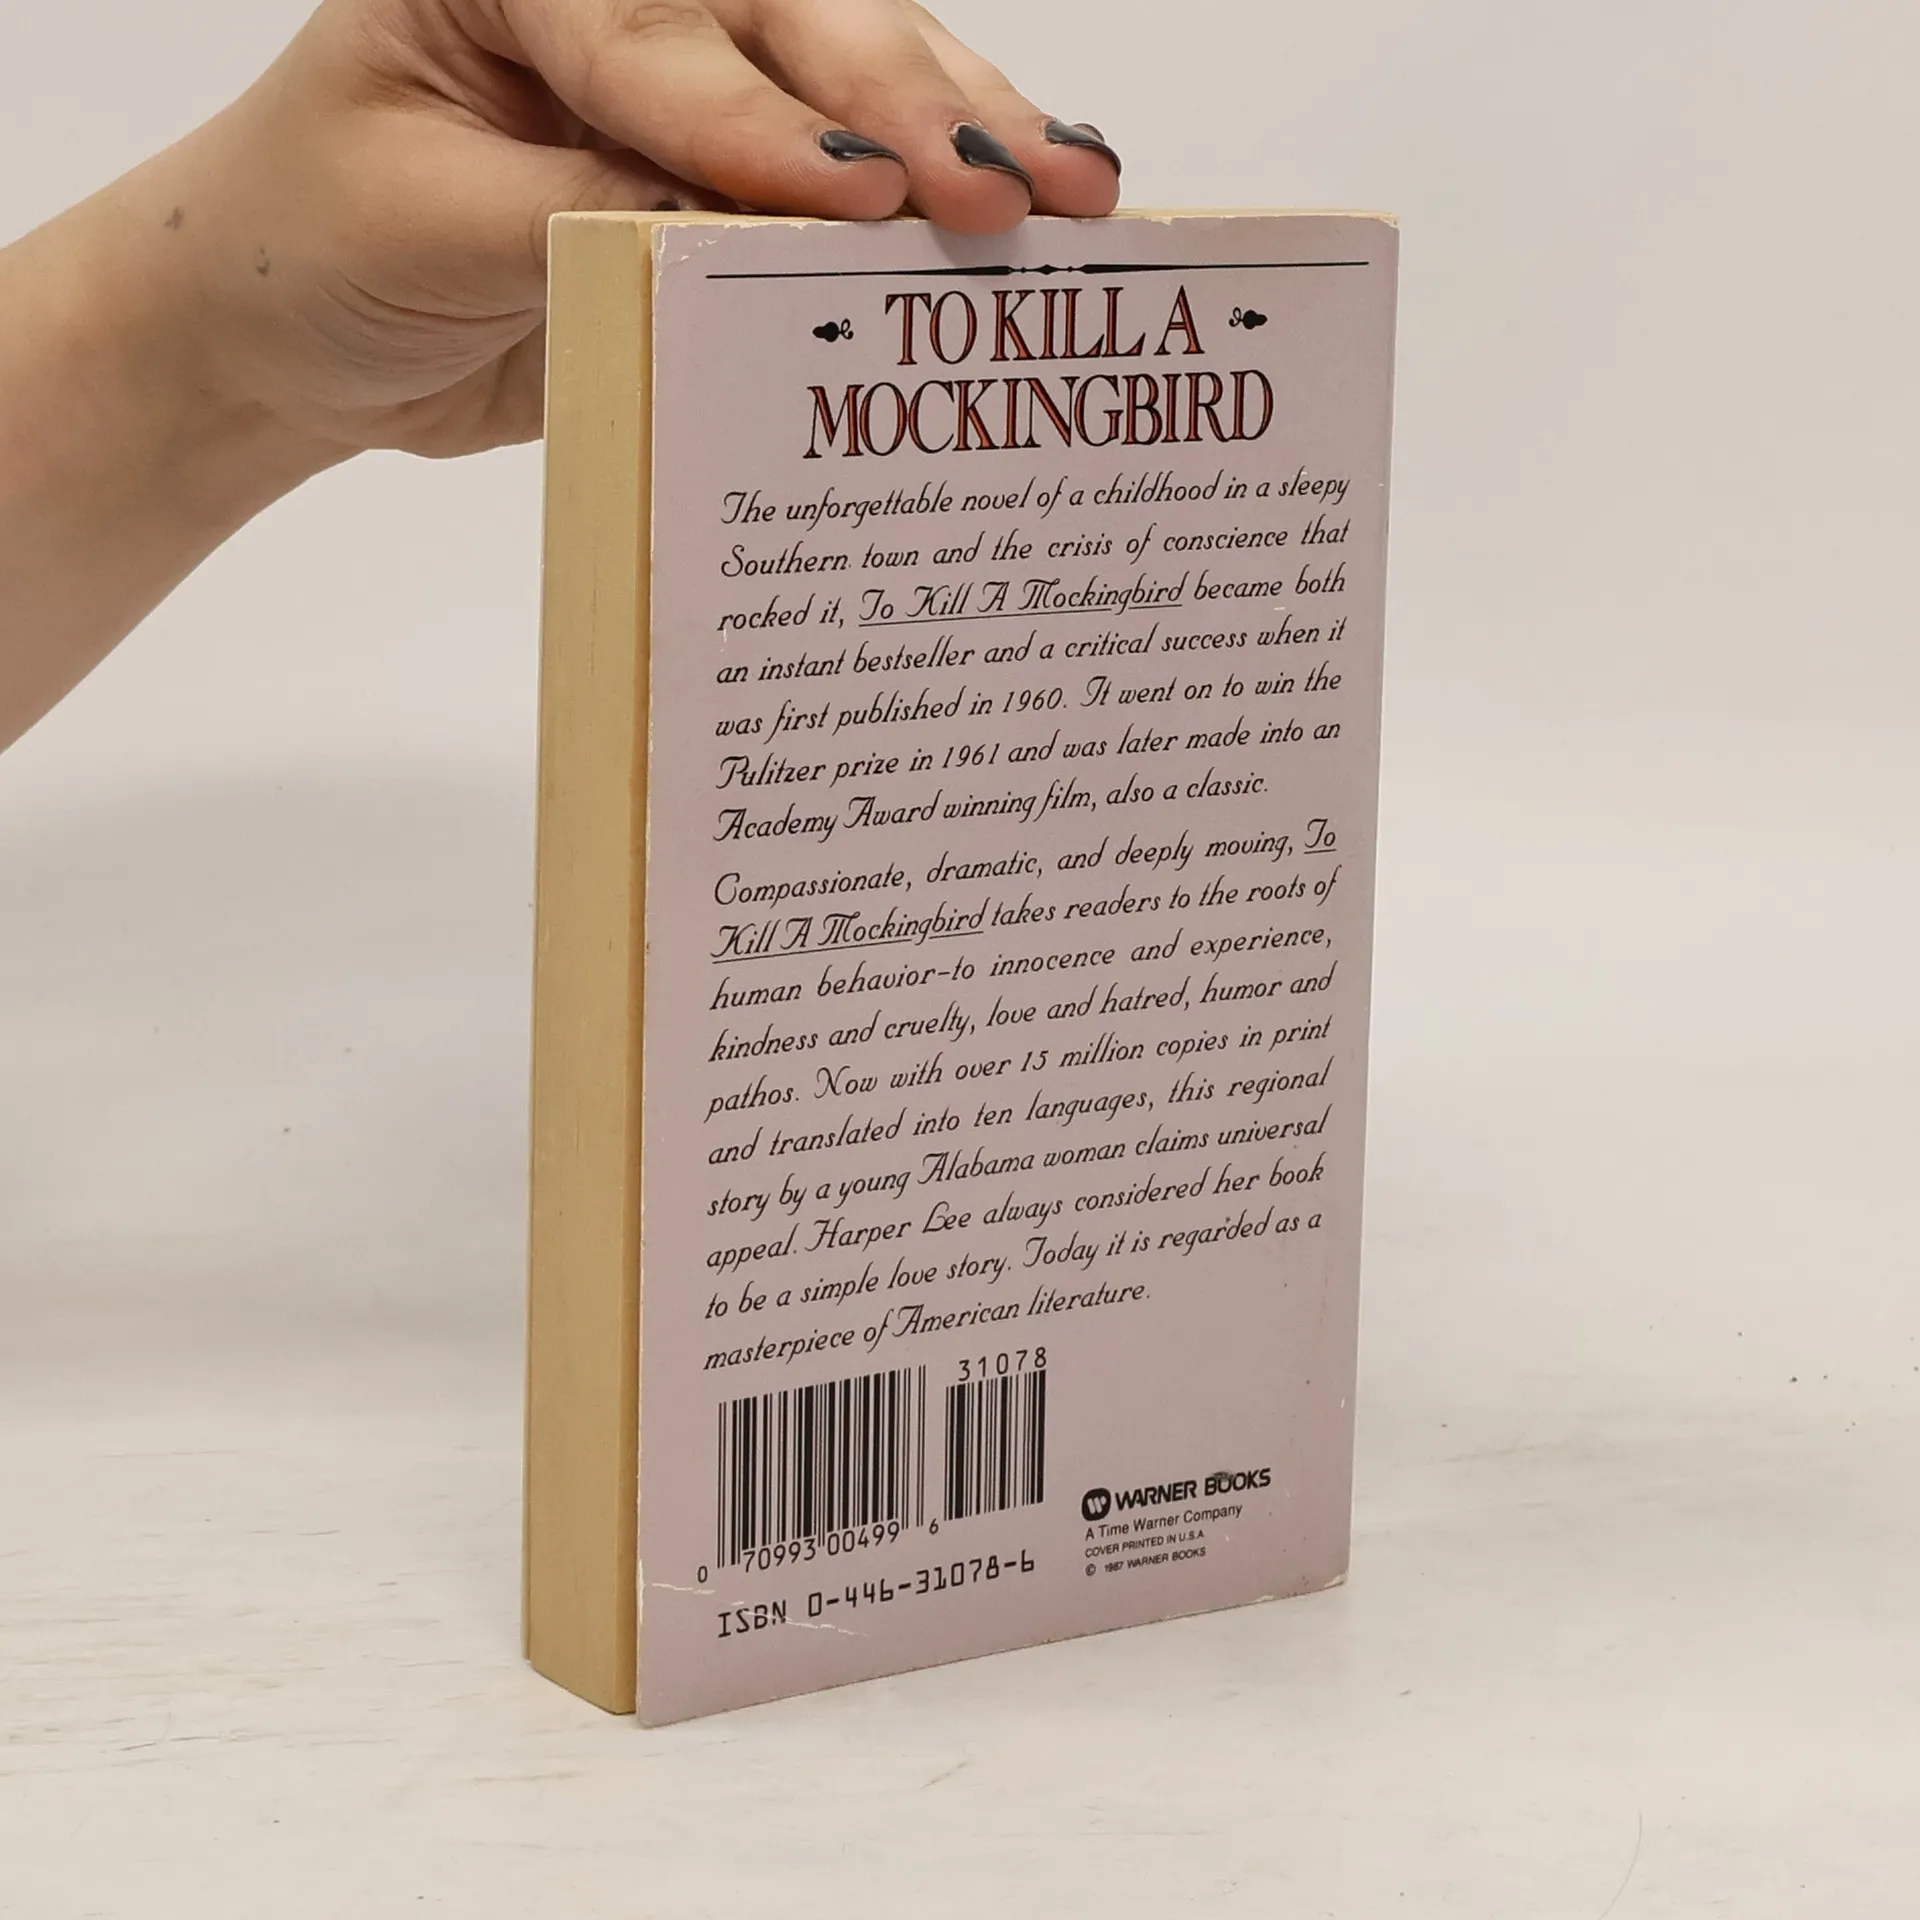 TO KILL A
MOCKINGBIRD
The unforgettable novel of a childhood in a sleepy
Southern town and the crisis of conscience that
rocked it, To Kill A Mockingbird became both
an instant bestseller and a critical success when it
was first published in 1960. It went on to win the
Pulitzer prize in 1961 and was later made into an
Academy Award winning film, also a classic.
Compassionate, dramatic, and deeply moving, To
Kill A Mockingbird takes readers to the roots of
human behavior-to innocence and experience,
kindness and cruelty, love and hatred, humor and
pathos. Now with over 15 million copies in print
and translated into ten languages, this regional
story by a young Alabama woman claims universal
appeal. Harper Lee always considered her book
to be a simple love story. Today it is regarded as a
masterpiece of American literature.
31078
0 70993 00499 6
ISBN 0-446-31078-6
WARNER BOOKS
A Time Warner Company
COVER PRINTED IN U.S.A
© 1987 WARNER BOOKS